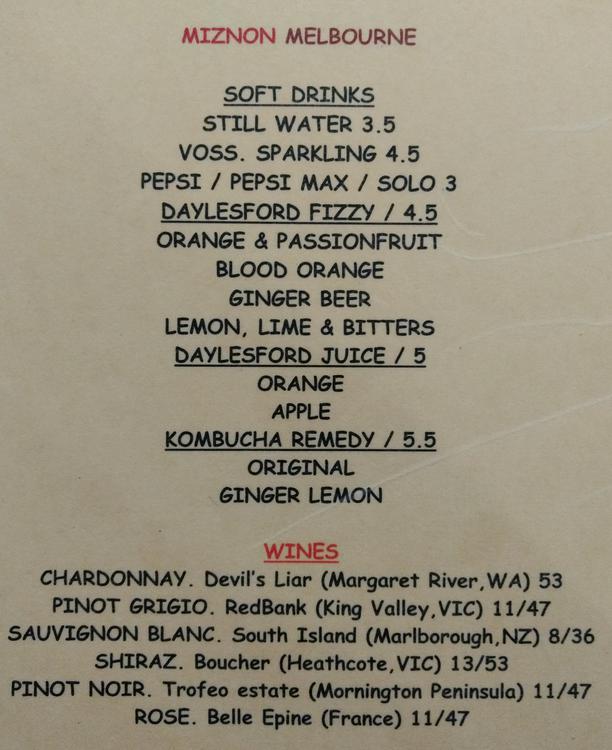 MIZNON MELBOURNE
SOFT DRINKS
STILL WATER 3.5
VOSS. SPARKLING 4.5
PEPSI / PEPSI MAX / SOLO 3
DAYLESFORD FIZZY / 4.5
ORANGE & PASSIONFRUIT
BLOOD ORANGE
GINGER BEER
LEMON, LIME & BITTERS
DAYLESFORD JUICE / 5
ORANGE
APPLE
KOMBUCHA REMEDY / 5.5
ORIGINAL
GINGER LEMON
WINES
CHARDONNAY. Devil's Liar (Margaret River,WA) 53
PINOT GRIGIO. RedBank (King Valley,VIC) 11/47
SAUVIGNON BLANC. South Island (Marlborough,NZ) 8/36
SHIRAZ. Boucher (Heathcote,VIC) 13/53
PINOT NOIR. Trofeo estate (Mornington Peninsula) 11/47
ROSE. Belle Epine (France) 11/47